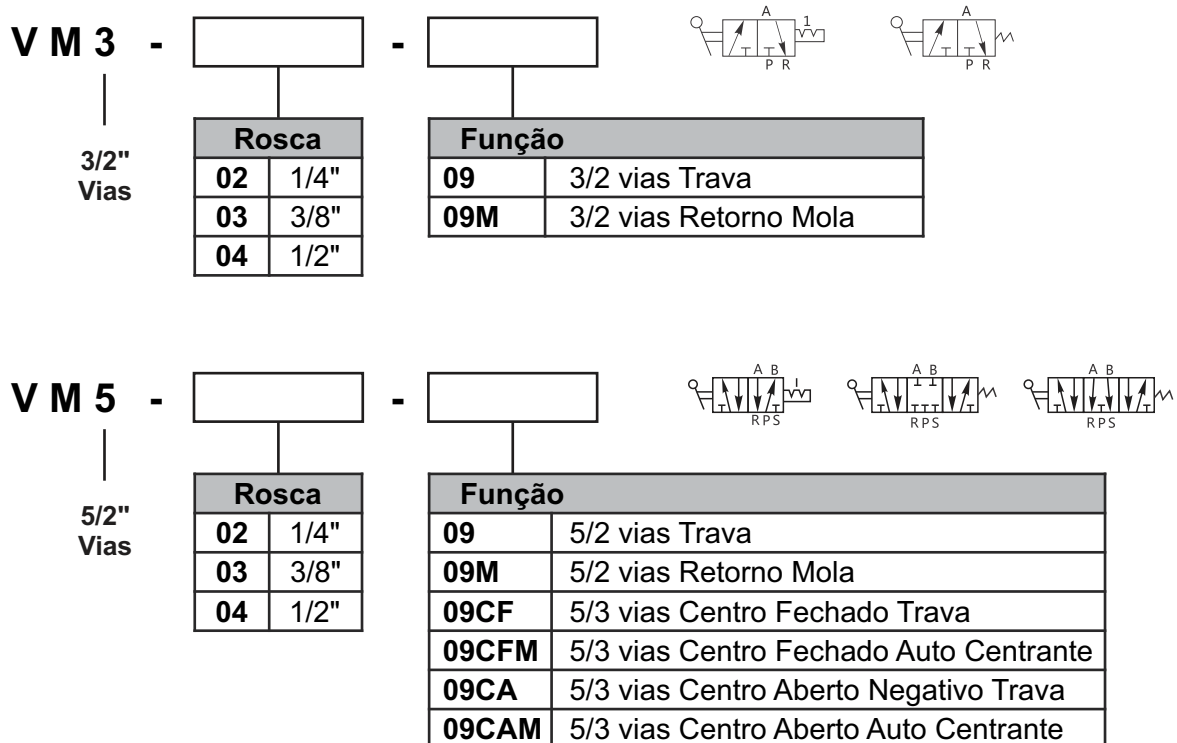 V M 3 - -
A
1
P R
A
P R
3/2"
Vias
Rosca
02 1/4"
03 3/8"
04 1/2"
Função
09 3/2 vias Trava
09M 3/2 vias Retorno Mola
V M 5 - -
A B
R P S
A B
R P S
A B
R P S
5/2"
Vias
Rosca
02 1/4"
03 3/8"
04 1/2"
Função
09 5/2 vias Trava
09M 5/2 vias Retorno Mola
09CF 5/3 vias Centro Fechado Trava
09CFM 5/3 vias Centro Fechado Auto Centrante
09CA 5/3 vias Centro Aberto Negativo Trava
09CAM 5/3 vias Centro Aberto Auto Centrante